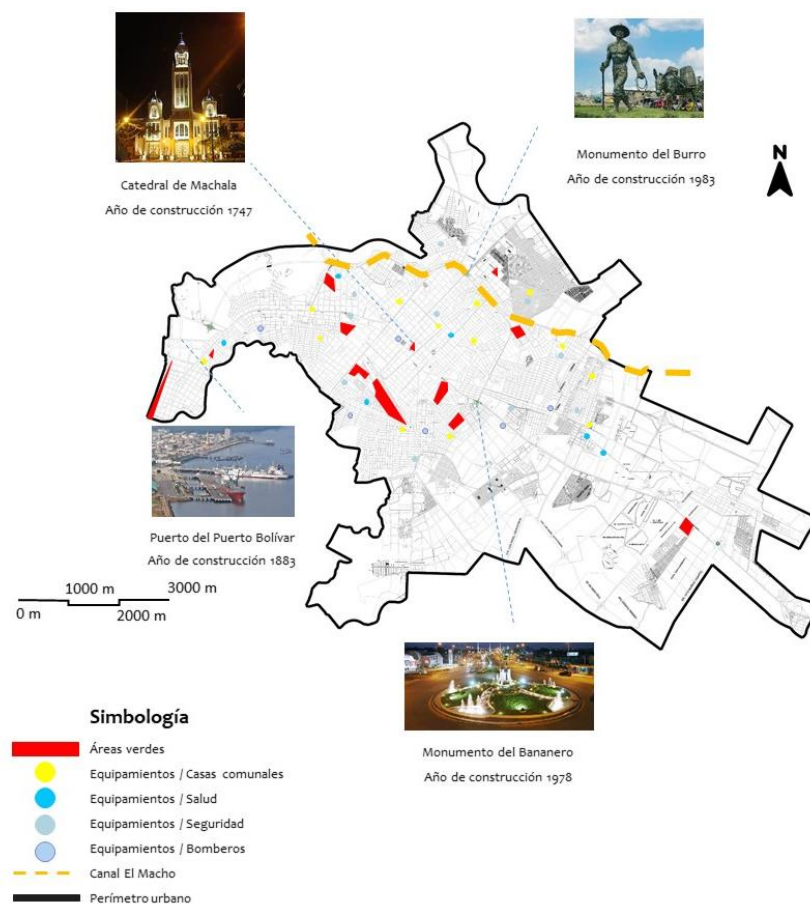 Catedral de Machala
Año de construcción 1747
Monumento del Burro
Año de construcción 1983
N
Puerto del Puerto Bolívar
Año de construcción 1883
1000 m
3000 m
0 m
2000 m
Monumento del Bananero
Año de construcción 1978
Simbología
Áreas verdes
Equipamientos / Casas comunales
Equipamientos / Salud
Equipamientos / Seguridad
Equipamientos / Bomberos
Canal El Macho
Perímetro urbano